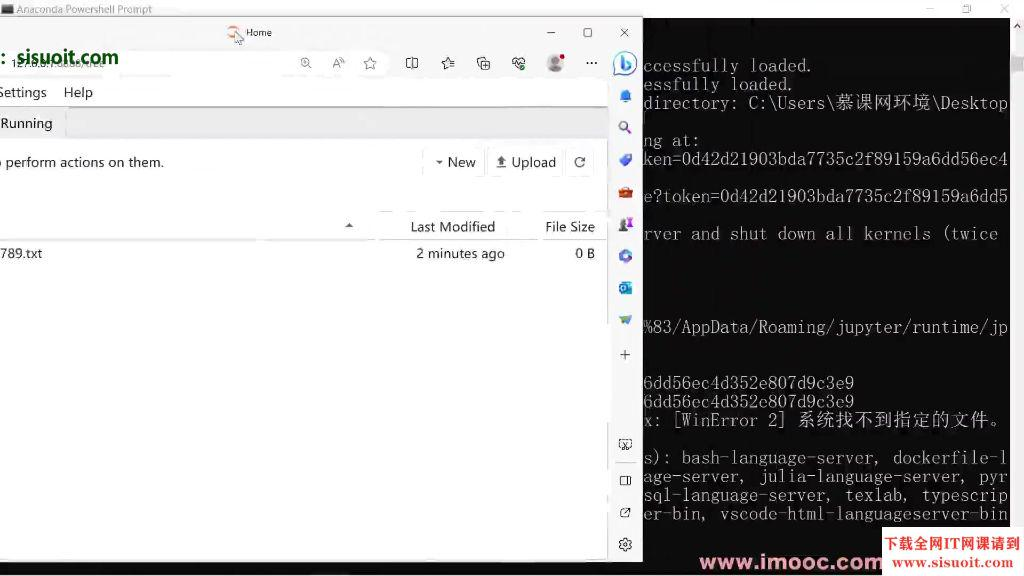 Anaconda Powershell Prompt
Home
: sisuoit.com
Settings Help
Running
perform actions on them.
New Upload
Last Modified File Size
789.txt 2 minutes ago 0 B
ccessfully loaded.
essfully loaded.
directory: C:\Users\慕课网环境\Desktop
ng at:
ken=0d42d21903bda7735c2f89159a6dd56ec4
e?token=0d42d21903bda7735c2f89159a6dd5
rver and shut down all kernels (twice
%83/AppData/Roaming/jupyter/runtime/jp
6dd56ec4d352e807d9c3e9
6dd56ec4d352e807d9c3e9
x: [WinError 2] 系统找不到指定的文件。
s): bash-language-server, dockerfile-l
age-server, julia-language-server, pyr
sql-language-server, texlab, typescrip
er-bin, vscode-html-languageserver-bin
www.imooc.com
下载全网IT网课请到
www.sisuoit.com